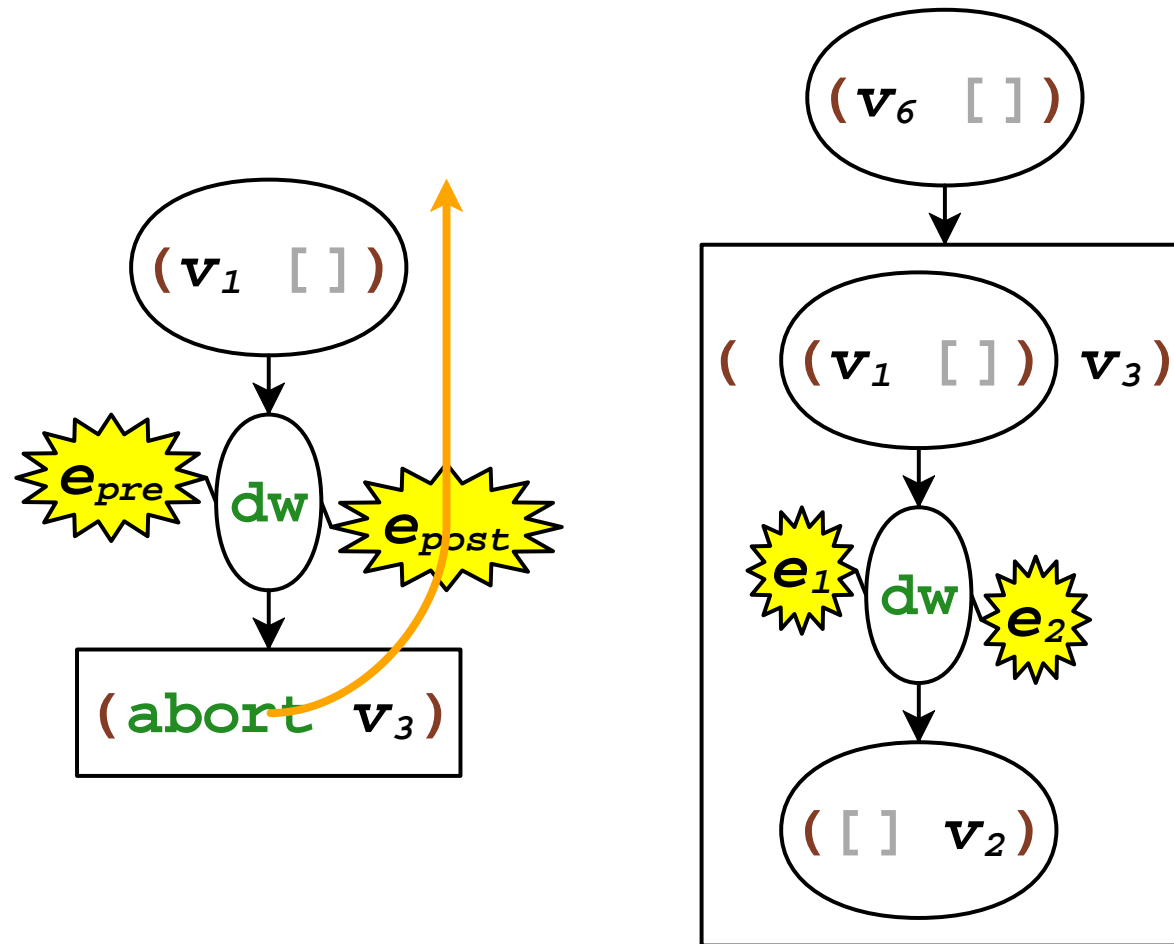 (v1 [])
epre
dw
epost
(abort v3)
(v6 [])
( (v1 []) v3)
e1
dw
e2
([] v2)